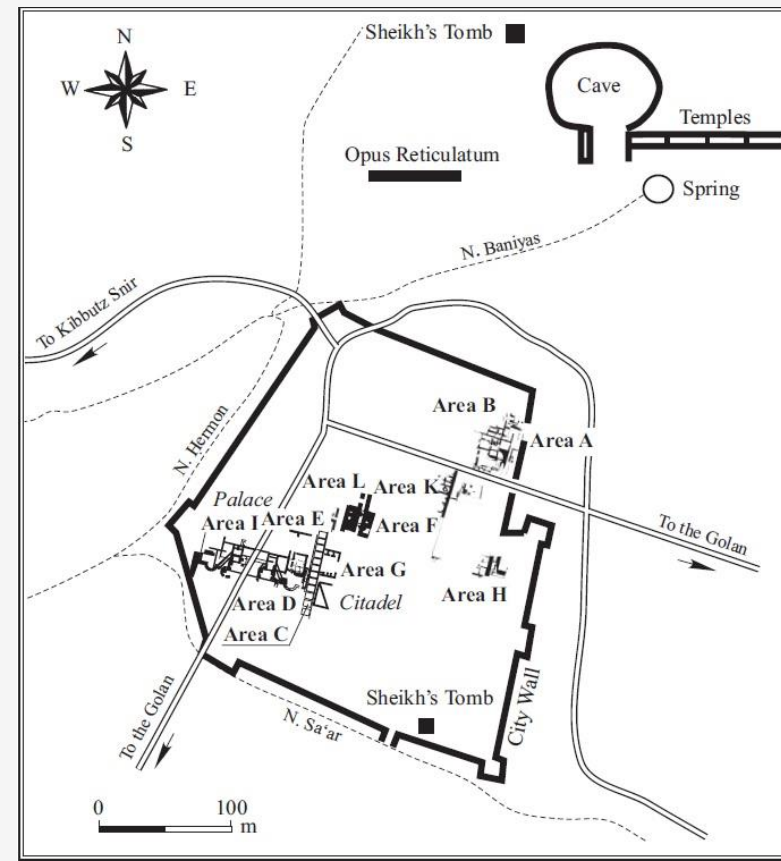 N
W E
S
Sheikh's Tomb
Cave
Temples
Opus Reticulatum
Spring
N. Baniyas
To Kibbutz Snir
N. Hermon
Area B
Area A
Area L
Area K
Palace
Area I
Area E
Area F
To the Golan
Area G
Area H
Area D
Citadel
Area C
City Wall
Sheikh's Tomb
N. Sa‘ar
To the Golan
0 100
m